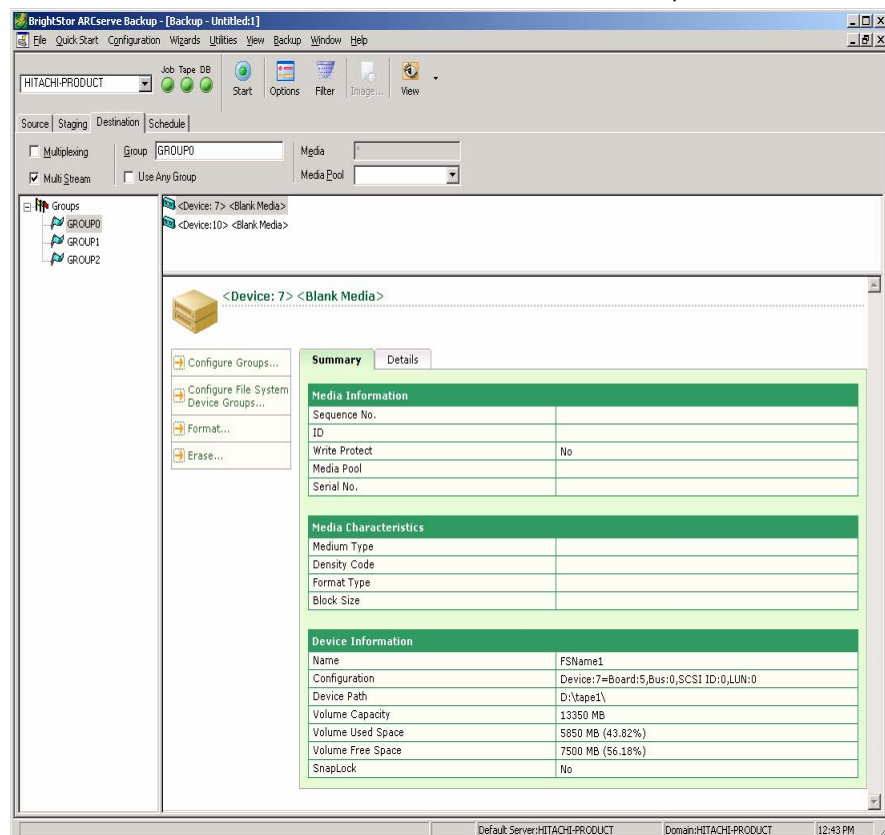 BrightStor ARCserve Backup - [Backup - Untitled:1]
File Quick Start Configuration Wizards Utilities View Backup Window Help
HITACHI-PRODUCT Job Tape DB Start Options Filter Image... View
Source Staging Destination Schedule
Multiplexing Group GROUP0 Media
Multi Stream Use Any Group Media Pool
Groups
GROUP0
GROUP1
GROUP2
<Device: 7> <Blank Media>
<Device:10> <Blank Media>
<Device: 7> <Blank Media>
Configure Groups...
Configure File System
Device Groups...
Format...
Erase...
Summary Details
Media Information
Sequence No.
ID
Write Protect No
Media Pool
Serial No.
Media Characteristics
Medium Type
Density Code
Format Type
Block Size
Device Information
Name FSName1
Configuration Device:7=Board:5,Bus:0,SCSI ID:0,LUN:0
Device Path D:\tape1\
Volume Capacity 13350 MB
Volume Used Space 5850 MB (43.82%)
Volume Free Space 7500 MB (56.18%)
SnapLock No
Default Server:HITACHI-PRODUCT Domain:HITACHI-PRODUCT 12:43 PM